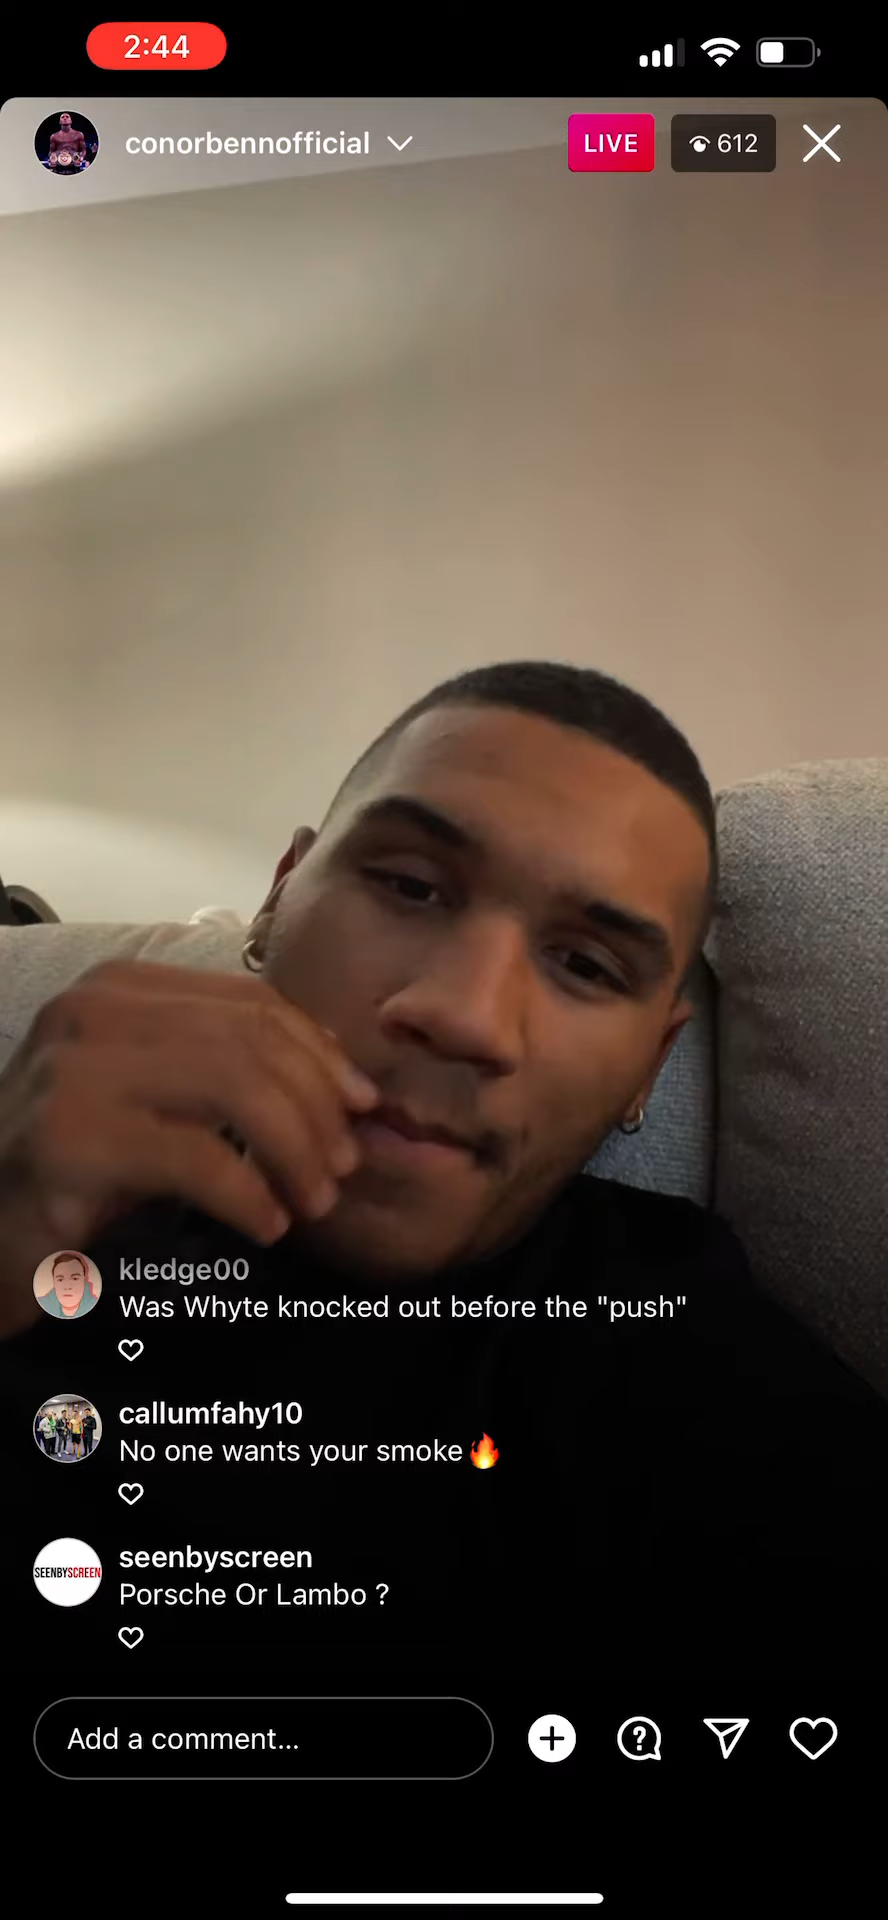 2:44
conorbennofficial
LIVE
612
kledge00
Was Whyte knocked out before the "push"
callumfahy10
No one wants your smoke🔥
SEENBYSCREEN
seenbyscreen
Porsche Or Lambo ?
Add a comment...